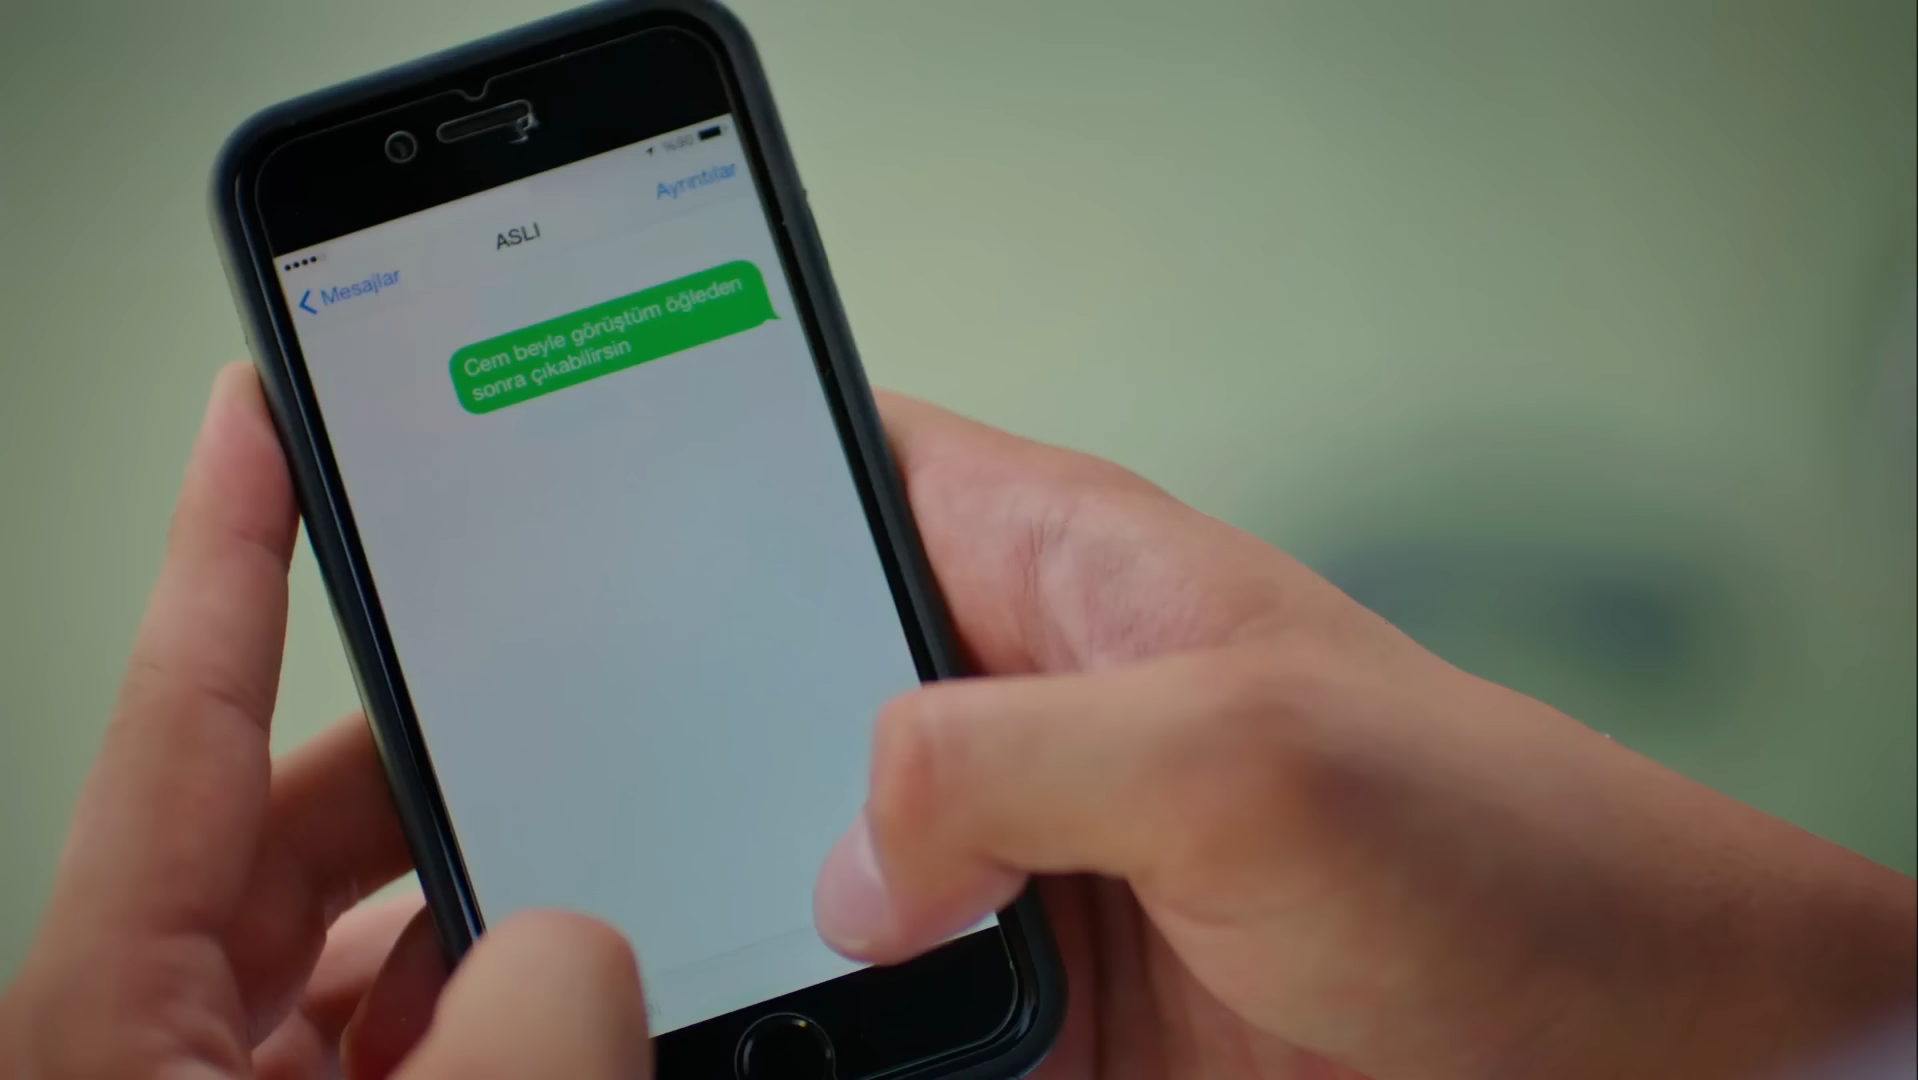 Ayrıntılar
ASLI
Mesajlar
Cem beyle görüştüm öğleden
sonra çıkabilirsin